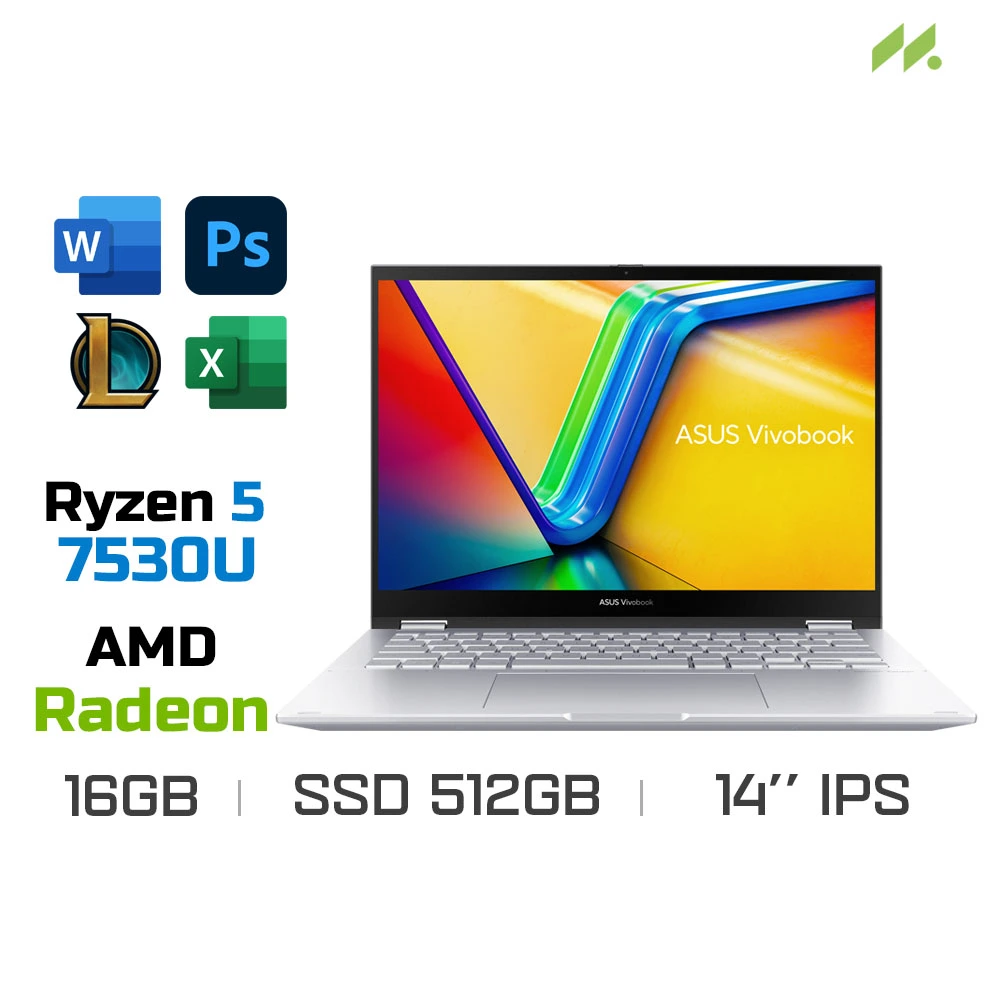 W
Ps
L
X
ASUS Vivobook
ASUS Vivobook
Ryzen 5
7530U
AMD
Radeon
16GB | SSD 512GB | 14’’ IPS